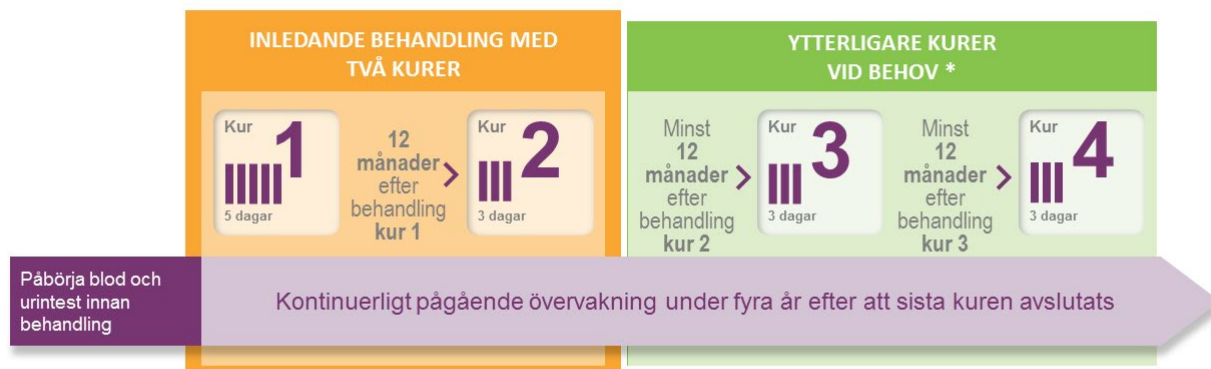 INLEDANDE BEHANDLING MED
TVÅ KURER
Kur 1
5 dagar
12
månader
efter
behandling
kur 1
Kur 2
3 dagar
YTTERLIGARE KURER
VID BEHOV *
Minst
12
månader
efter
behandling
kur 2
Kur 3
3 dagar
Minst
12
månader
efter
behandling
kur 3
Kur 4
3 dagar
Påbörja blod och
urintest innan
behandling
Kontinuerligt pågående övervakning under fyra år efter att sista kuren avslutats